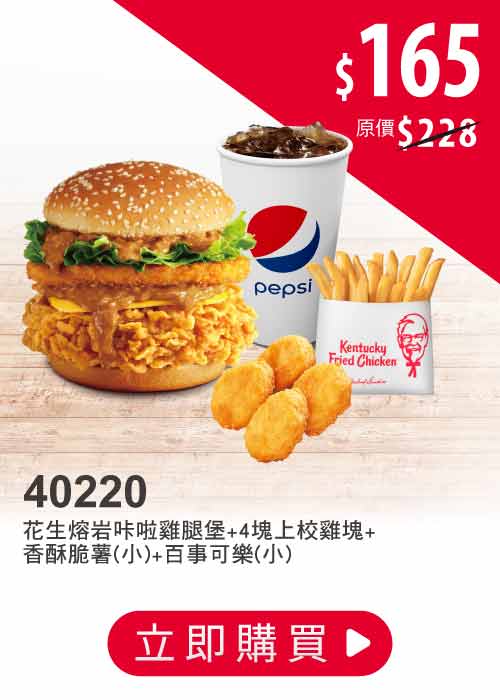 $165
原價$228
pepsi
Kentucky
Fried Chicken
40220
花生熔岩咔啦雞腿堡+4塊上校雞塊+
香酥脆薯(小)+百事可樂(小)
立即購買